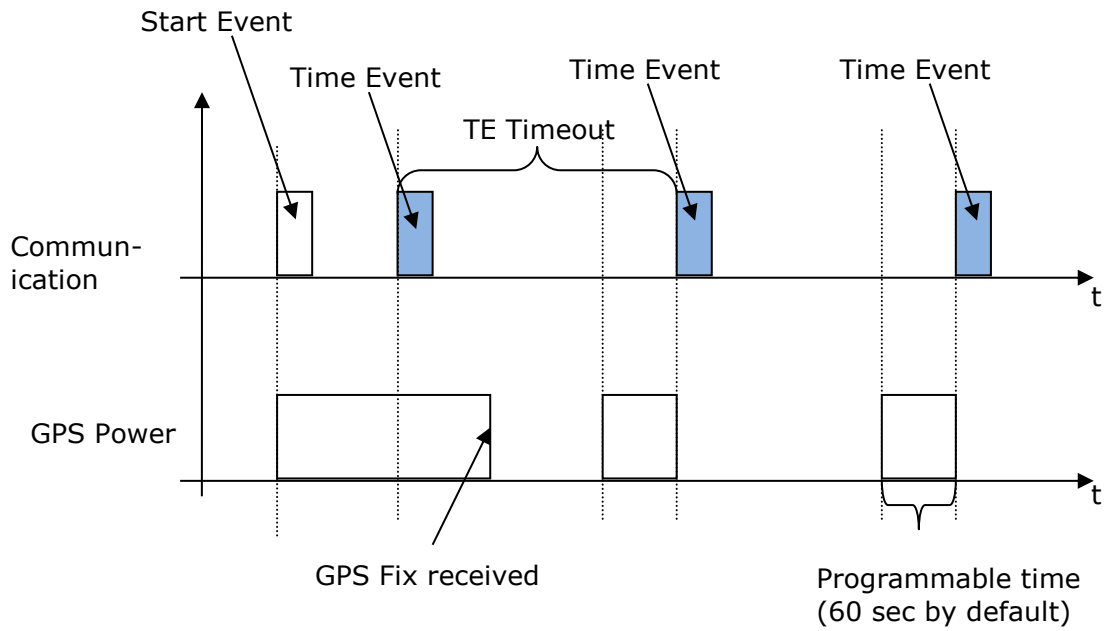 Start Event
Time Event
Time Event
Time Event
TE Timeout
Commun-
ication
t
GPS Power
t
GPS Fix received
Programmable time
(60 sec by default)